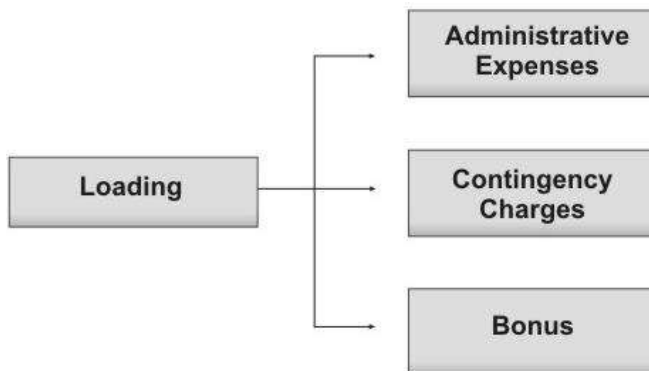 Administrative
Expenses
Loading
Contingency
Charges
Bonus